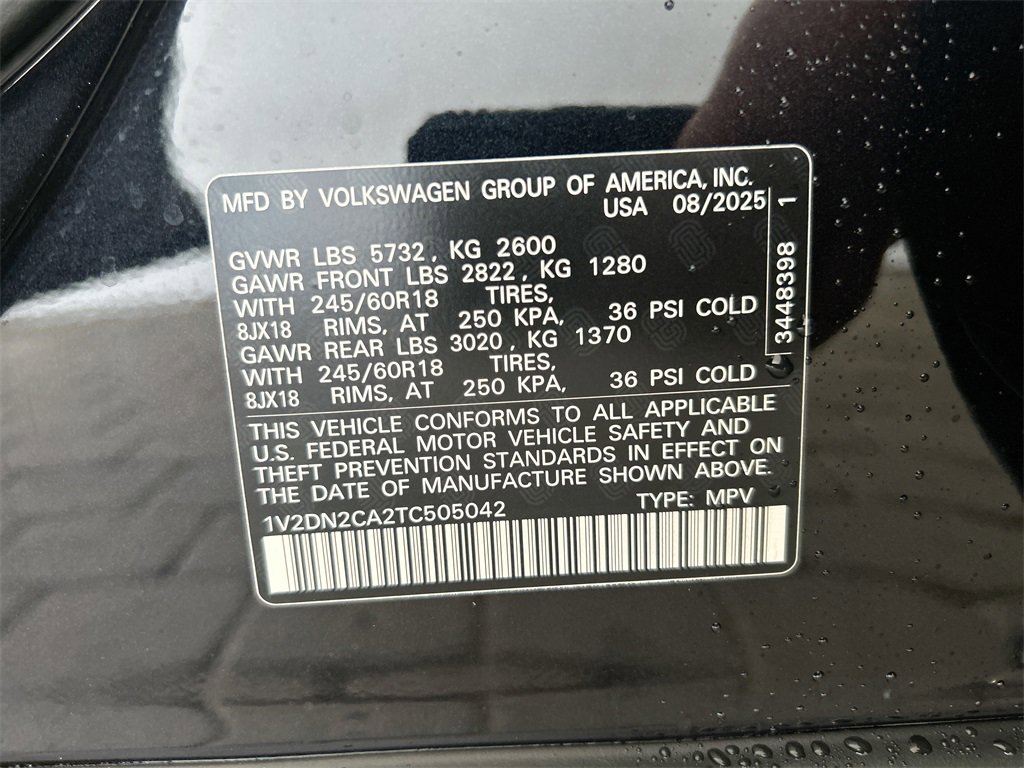 MFD BY VOLKSWAGEN GROUP OF AMERICA, INC.
USA 08/2025
GVWR LBS 5732, KG 2600
GAWR FRONT LBS 2822, KG 1280
WITH 245/60R18 TIRES,
8JX18 RIMS, AT 250 KPA, 36 PSI COLD
GAWR REAR LBS 3020, KG 1370
WITH 245/60R18 TIRES,
8JX18 RIMS, AT 250 KPA, 36 PSI COLD
3448398 1
THIS VEHICLE CONFORMS TO ALL APPLICABLE
U.S. FEDERAL MOTOR VEHICLE SAFETY AND
THEFT PREVENTION STANDARDS IN EFFECT ON
THE DATE OF MANUFACTURE SHOWN ABOVE.
1V2DN2CA2TC505042 TYPE: MPV